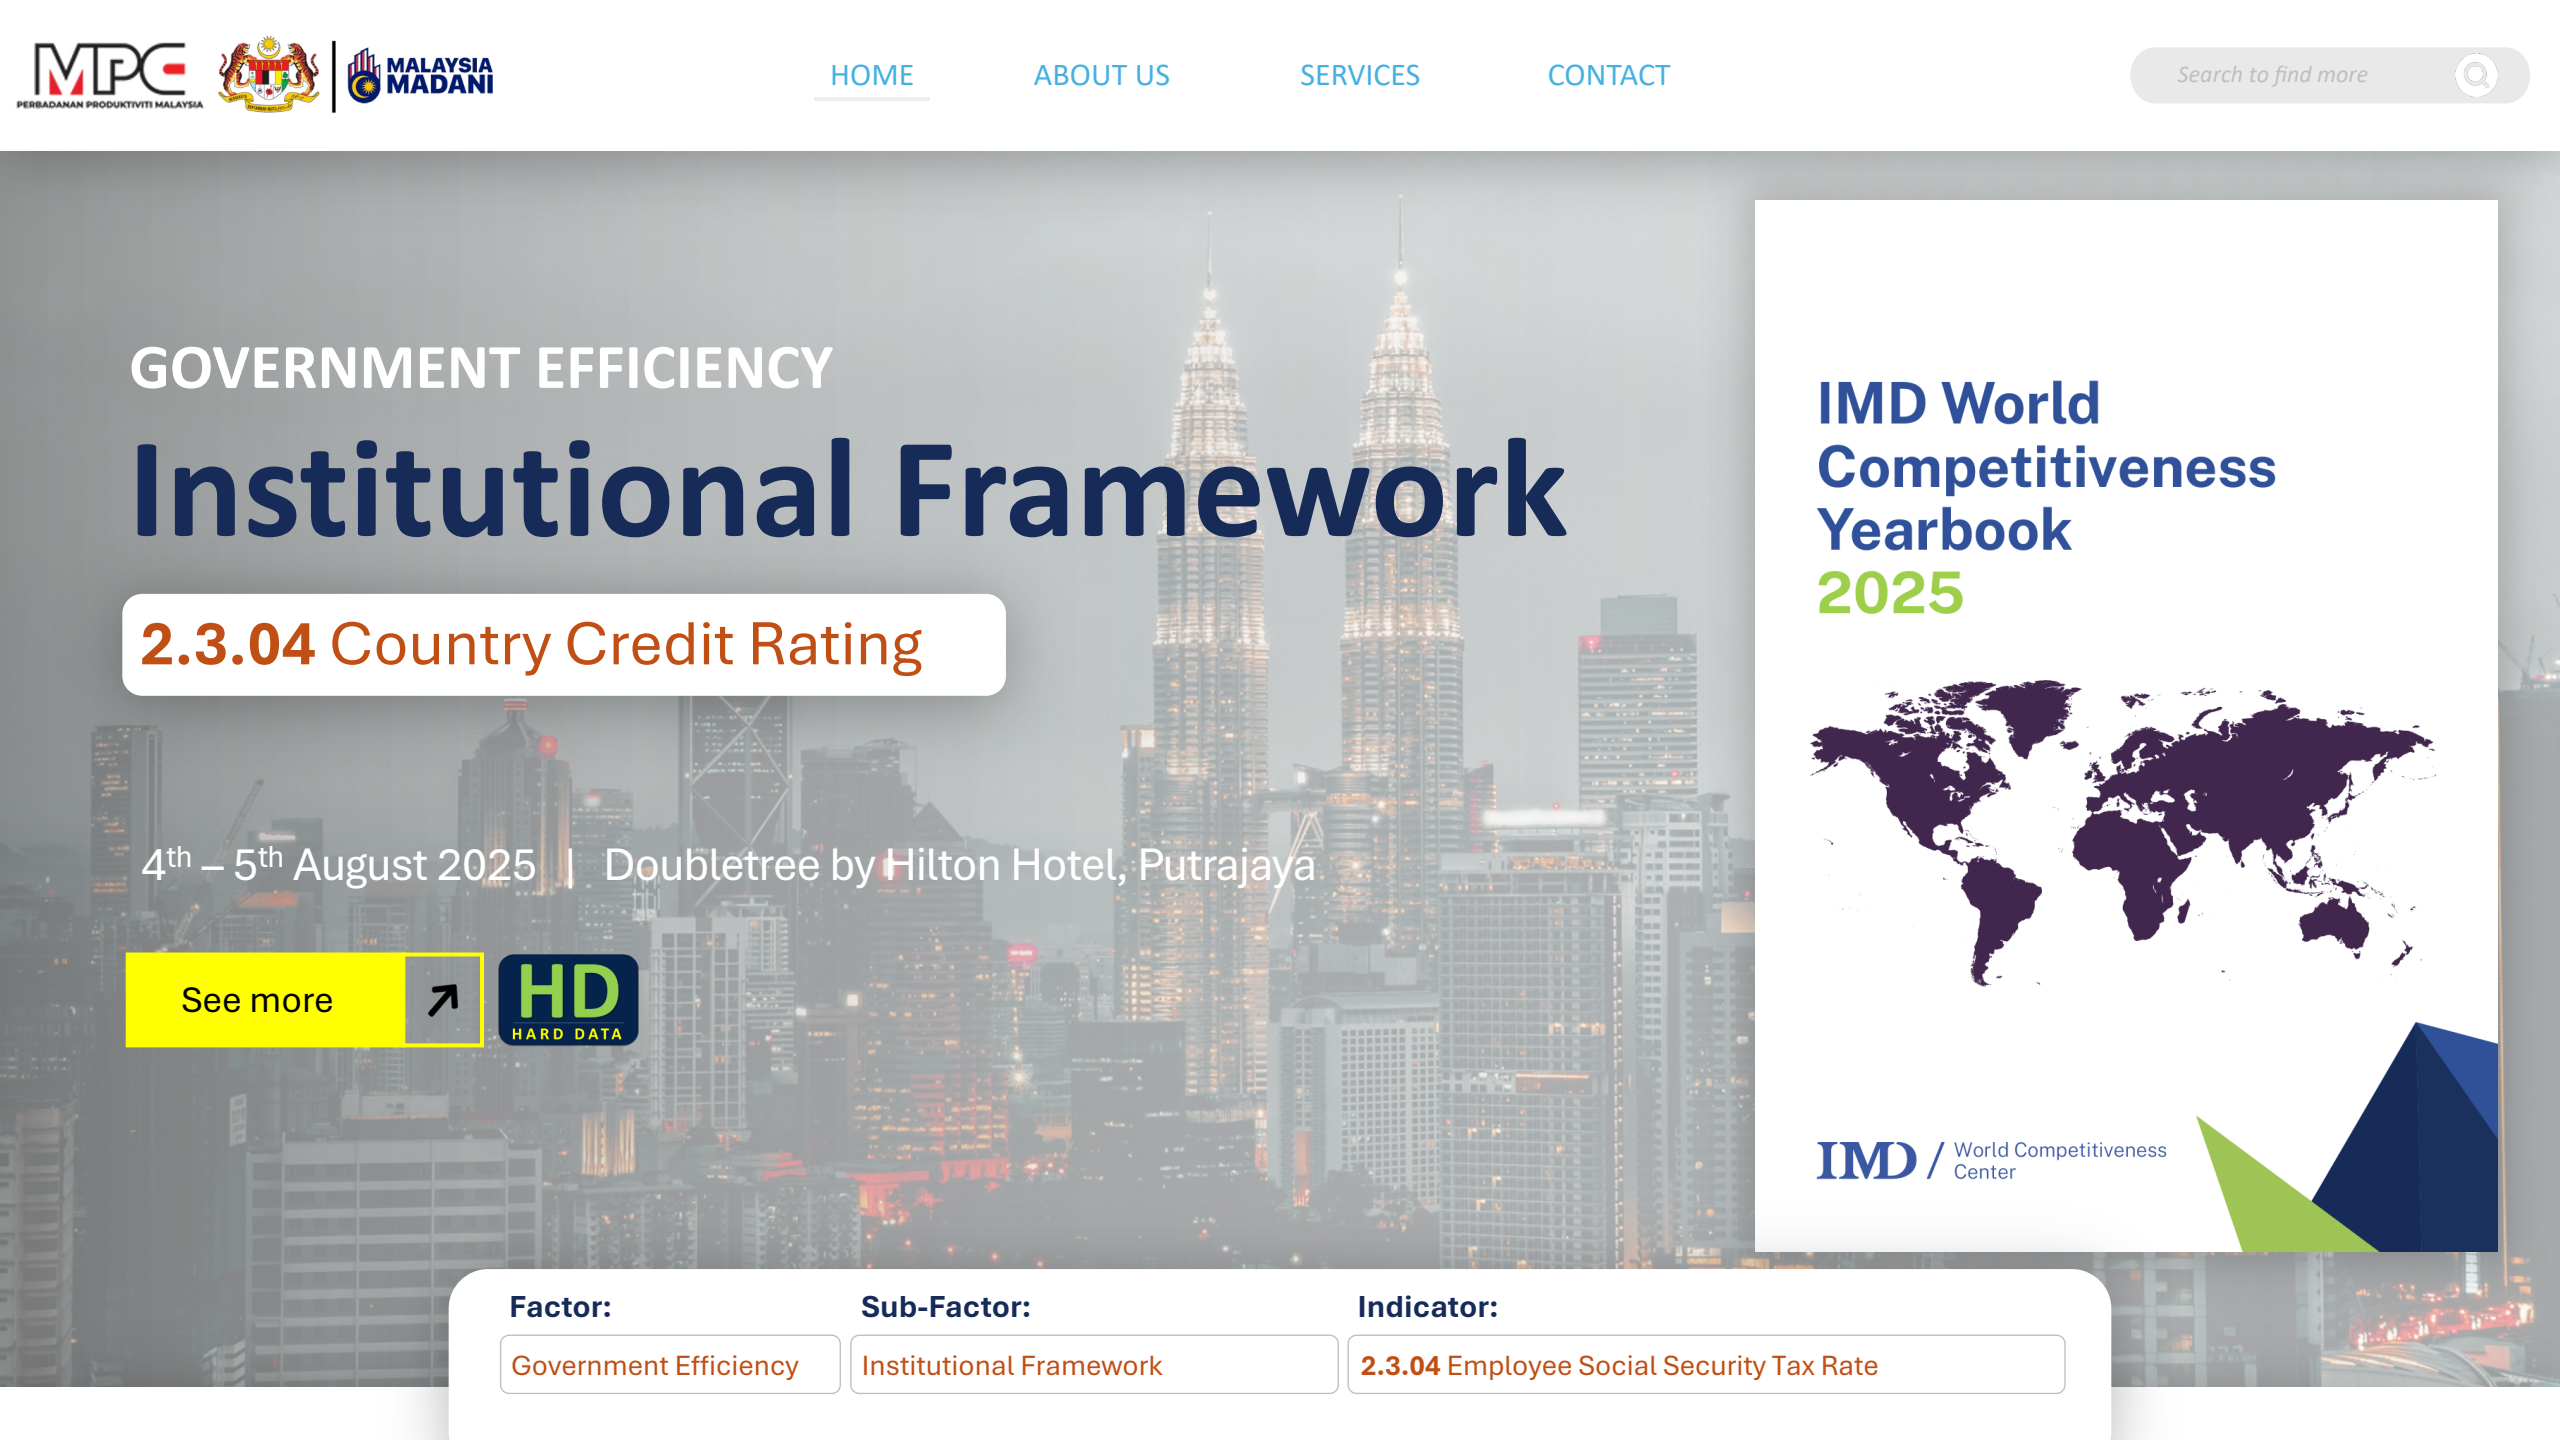 MPC
PERBADANAN PRODUKTIVITI MALAYSIA
MALAYSIA
MADANI
HOME
ABOUT US
SERVICES
CONTACT
Search to find more
GOVERNMENT EFFICIENCY
Institutional Framework
2.3.04 Country Credit Rating
4th – 5th August 2025 | Doubletree by Hilton Hotel, Putrajaya
See more
HD
HARD DATA
IMD World
Competitiveness
Yearbook
2025
IMD / World Competitiveness
Center
Factor:
Sub-Factor:
Indicator:
Government Efficiency
Institutional Framework
2.3.04 Employee Social Security Tax Rate